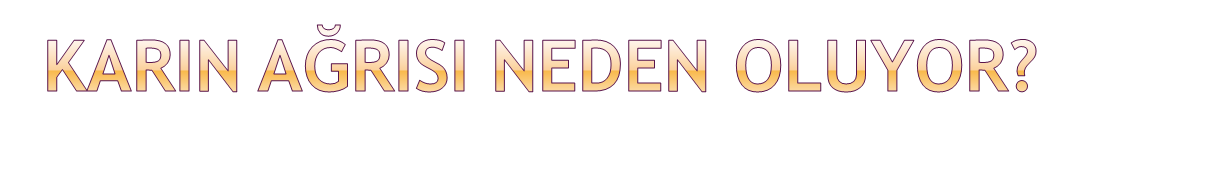 KARIN AĞRISI NEDEN OLUYOR?